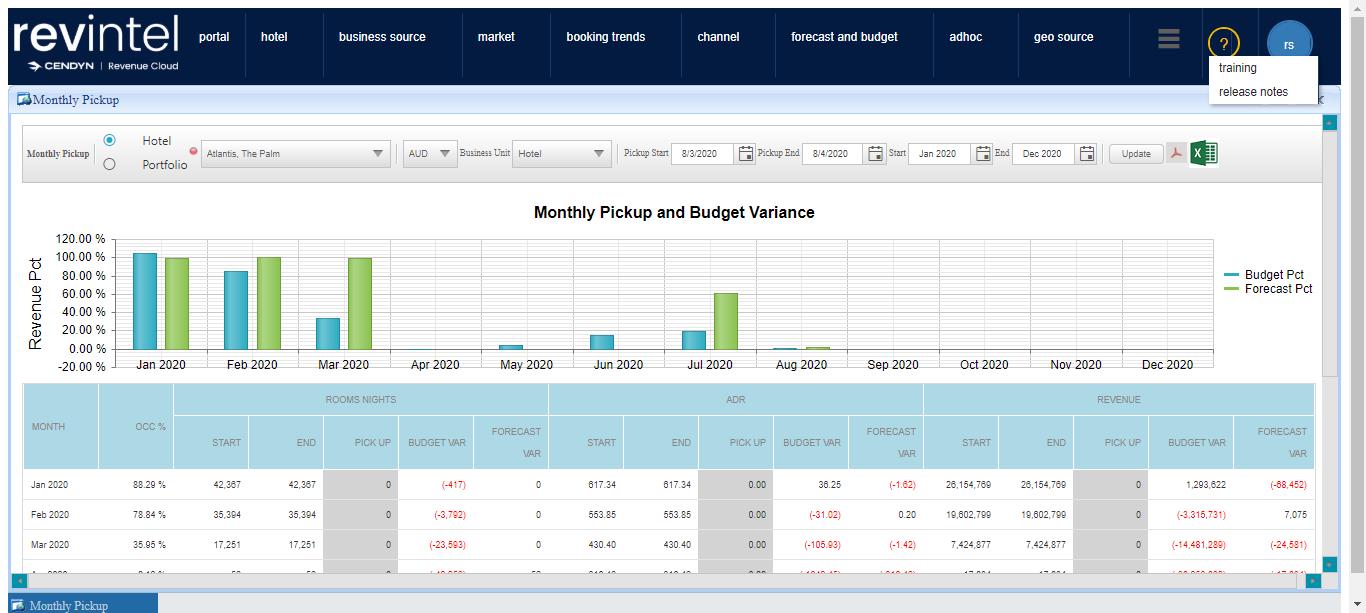 revintel
CENDYN | Revenue Cloud
portal hotel business source market booking trends channel forecast and budget adhoc geo source ? rs
training
release notes
Monthly Pickup
Monthly Pickup Hotel Portfolio Atlantis, The Palm AUD Business Unit Hotel Pickup Start 8/3/2020 Pickup End 8/4/2020 Start Jan 2020 End Dec 2020 Update
Monthly Pickup and Budget Variance
Revenue Pct
120.00 %
100.00 %
80.00 %
60.00 %
40.00 %
20.00 %
0.00 %
-20.00 %
Jan 2020 Feb 2020 Mar 2020 Apr 2020 May 2020 Jun 2020 Jul 2020 Aug 2020 Sep 2020 Oct 2020 Nov 2020 Dec 2020
Budget Pct
Forecast Pct
MONTH OCC % ROOMS NIGHTS ADR REVENUE
START END PICK UP BUDGET VAR FORECAST VAR START END PICK UP BUDGET VAR FORECAST VAR START END PICK UP BUDGET VAR FORECAST VAR
Jan 2020 88.29 % 42,367 42,367 0 (-417) 0 617.34 617.34 0.00 36.25 (-1.62) 26,154,769 26,154,769 0 1,293,622 (-68,452)
Feb 2020 78.84 % 35,394 35,394 0 (-3,792) 0 553.85 553.85 0.00 (-31.02) 0.20 19,602,799 19,602,799 0 (-3,316,731) 7,075
Mar 2020 35.95 % 17,251 17,251 0 (-23,593) 0 430.40 430.40 0.00 (-105.93) (-1.42) 7,424,877 7,424,877 0 (-14,481,289) (-24,581)
Monthly Pickup